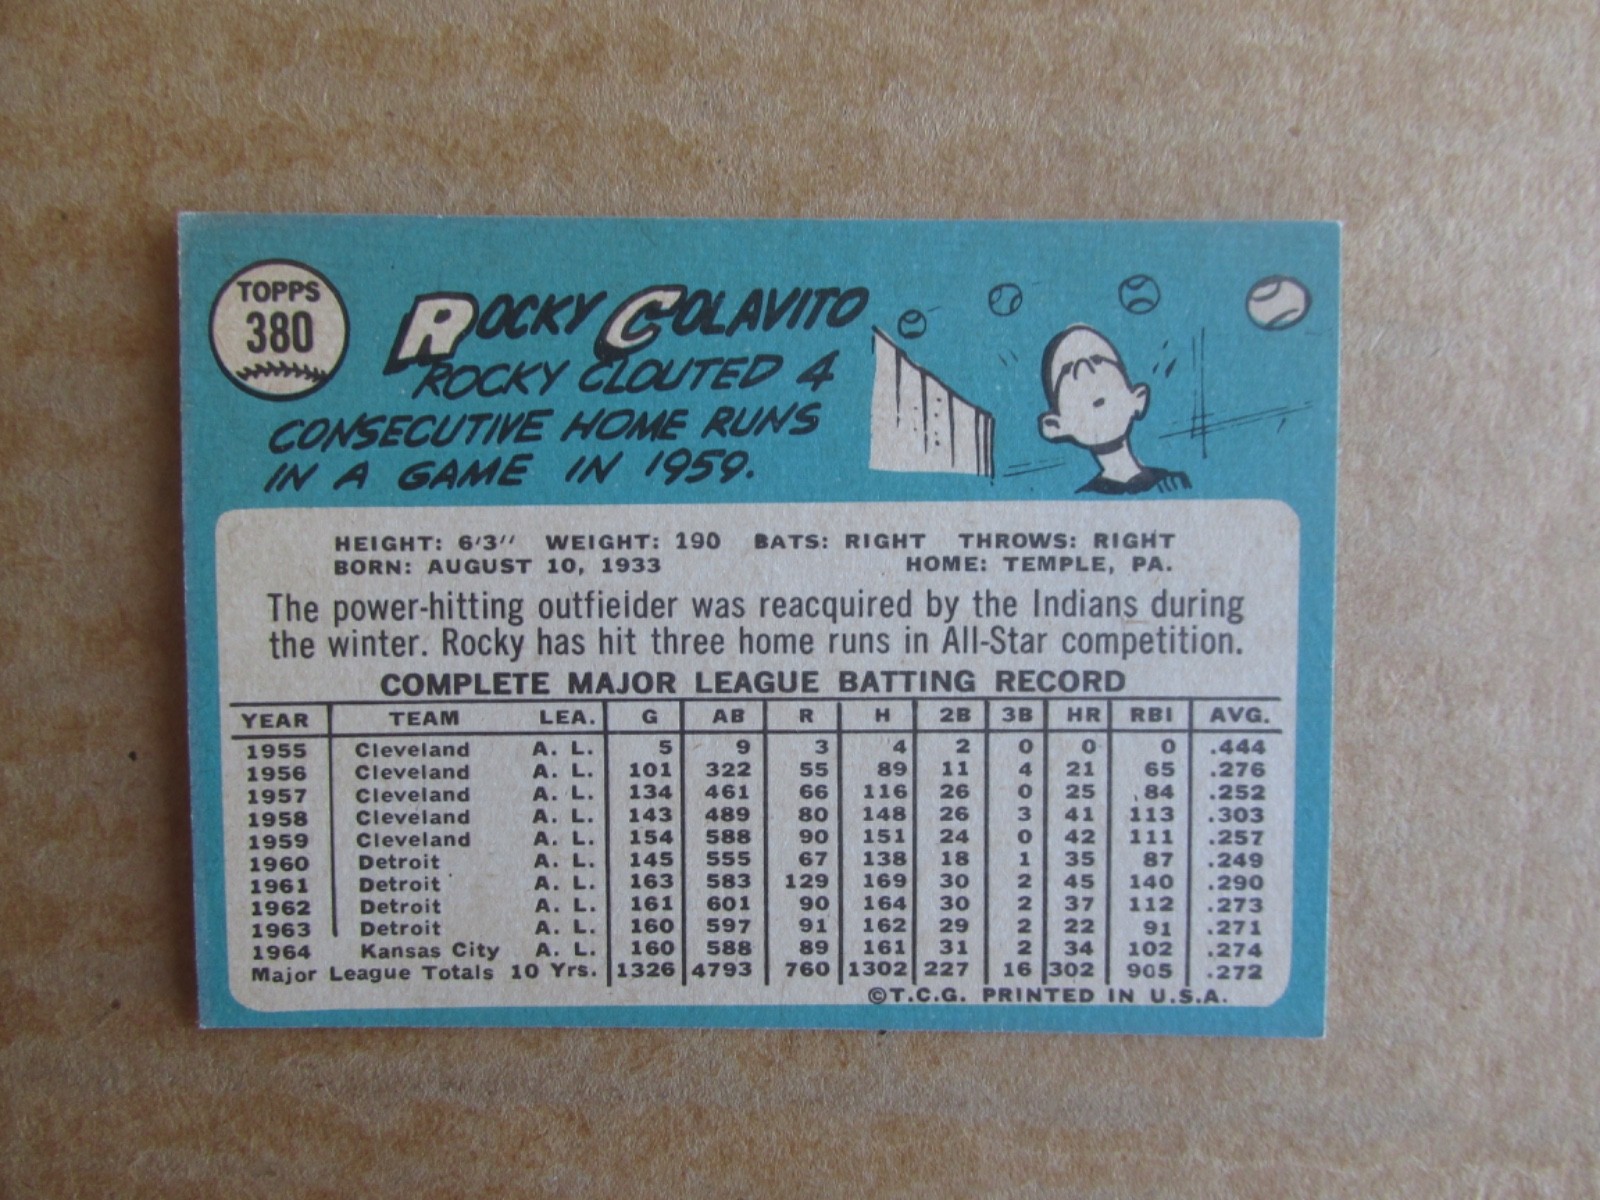 TOPPS
380
ROCKY COLAVITO
ROCKY CLOUTED 4
CONSECUTIVE HOME RUNS
IN A GAME IN 1959.
HEIGHT: 6'3" WEIGHT: 190 BATS: RIGHT THROWS: RIGHT
BORN: AUGUST 10, 1933 HOME: TEMPLE, PA.
The power-hitting outfielder was reacquired by the Indians during
the winter. Rocky has hit three home runs in All-Star competition.
COMPLETE MAJOR LEAGUE BATTING RECORD
YEAR TEAM LEA. G AB R H 2B 3B HR RBI AVG.
1955 Cleveland A. L. 5 9 3 4 2 0 0 0 .444
1956 Cleveland A. L. 101 322 55 89 11 4 21 65 .276
1957 Cleveland A. L. 134 461 66 116 26 0 25 84 .252
1958 Cleveland A. L. 143 489 80 148 26 3 41 113 .303
1959 Cleveland A. L. 154 588 90 151 24 0 42 111 .257
1960 Detroit A. L. 145 555 67 138 18 1 35 87 .249
1961 Detroit A. L. 163 583 129 169 30 2 45 140 .290
1962 Detroit A. L. 161 601 90 164 30 2 37 112 .273
1963 Detroit A. L. 160 597 91 162 29 2 22 91 .271
1964 Kansas City A. L. 160 588 89 161 31 2 34 102 .274
Major League Totals 10 Yrs. 1326 4793 760 1302 227 16 302 905 .272
©T.C.G. PRINTED IN U.S.A.